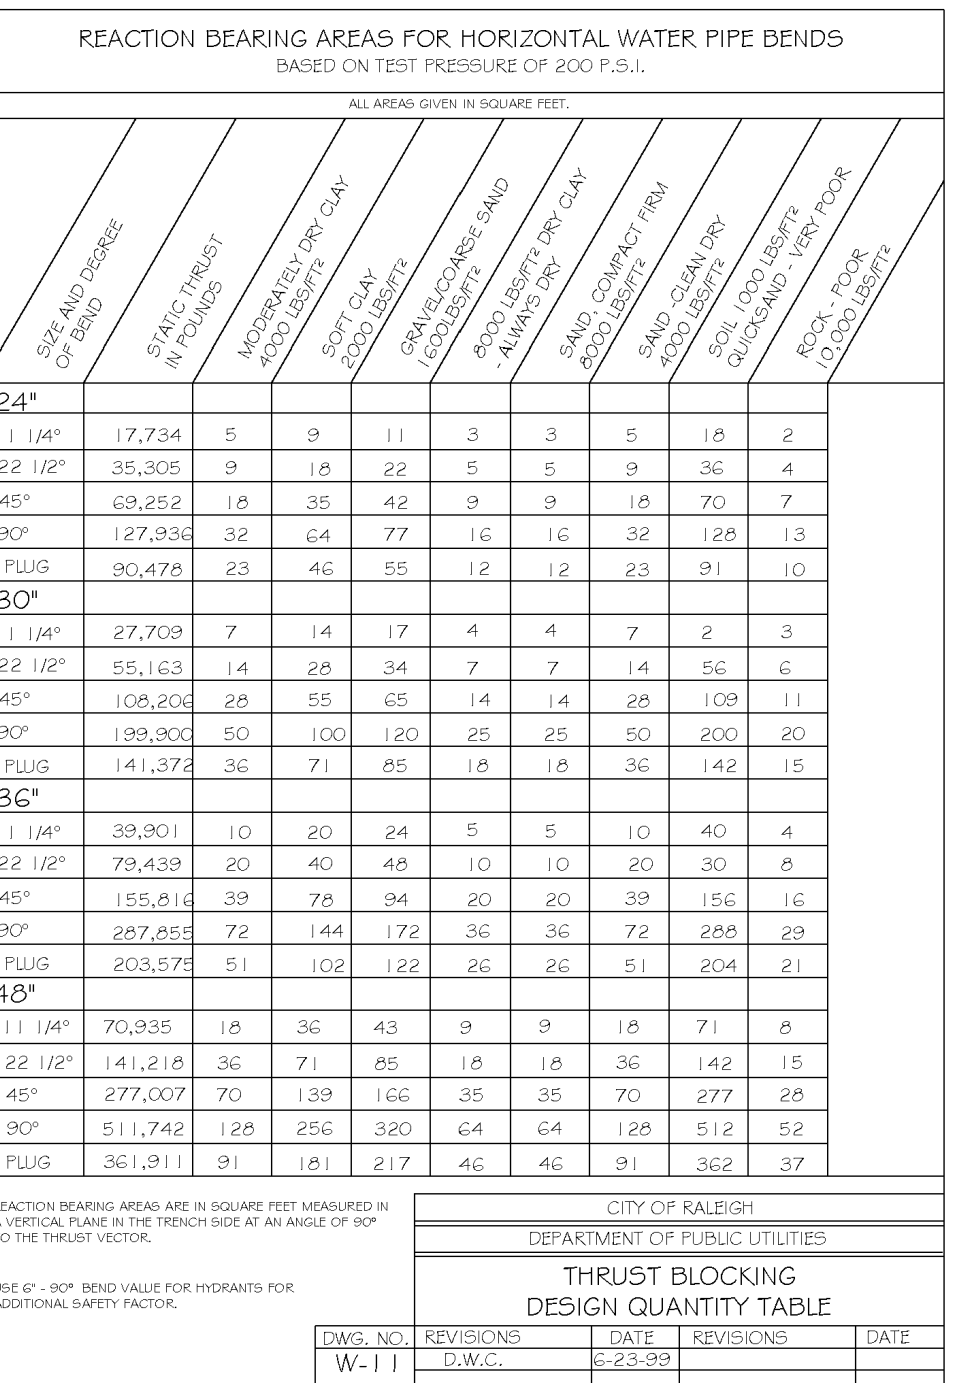 REACTION BEARING AREAS FOR HORIZONTAL WATER PIPE BENDS
BASED ON TEST PRESSURE OF 200 P.S.I.
ALL AREAS GIVEN IN SQUARE FEET.
SIZE AND DEGREE
OF BEND
STATIC THRUST
IN POUNDS
MODERATELY DRY CLAY
4000 LBS/FT2
SOFT CLAY
2000 LBS/FT2
GRAVEL/COARSE SAND
1600LBS/FT2
8000 LBS/FT2 DRY CLAY
- ALWAYS DRY
SAND, COMPACT FIRM
8000 LBS/FT2
SAND -CLEAN DRY
4000 LBS/FT2
SOIL 1000 LBS/FT2
QUICKSAND - VERY POOR
ROCK - POOR
10,000 LBS/FT2
24"
1 1/4° 17,734 5 9 11 3 3 5 18 2
22 1/2° 35,305 9 18 22 5 5 9 36 4
45° 69,252 18 35 42 9 9 18 70 7
90° 127,936 32 64 77 16 16 32 128 13
PLUG 90,478 23 46 55 12 12 23 91 10
30"
1 1/4° 27,709 7 14 17 4 4 7 2 3
22 1/2° 55,163 14 28 34 7 7 14 56 6
45° 108,206 28 55 65 14 14 28 109 11
90° 199,900 50 100 120 25 25 50 200 20
PLUG 141,372 36 71 85 18 18 36 142 15
36"
1 1/4° 39,901 10 20 24 5 5 10 40 4
22 1/2° 79,439 20 40 48 10 10 20 30 8
45° 155,816 39 78 94 20 20 39 156 16
90° 287,855 72 144 172 36 36 72 288 29
PLUG 203,575 51 102 122 26 26 51 204 21
48"
11 1/4° 70,935 18 36 43 9 9 18 71 8
22 1/2° 141,218 36 71 85 18 18 36 142 15
45° 277,007 70 139 166 35 35 70 277 28
90° 511,742 128 256 320 64 64 128 512 52
PLUG 361,911 91 181 217 46 46 91 362 37
EACTION BEARING AREAS ARE IN SQUARE FEET MEASURED IN
A VERTICAL PLANE IN THE TRENCH SIDE AT AN ANGLE OF 90°
O THE THRUST VECTOR.
SE 6" - 90° BEND VALUE FOR HYDRANTS FOR
ADDITIONAL SAFETY FACTOR.
CITY OF RALEIGH
DEPARTMENT OF PUBLIC UTILITIES
THRUST BLOCKING
DESIGN QUANTITY TABLE
DWG. NO. REVISIONS DATE REVISIONS DATE
W-11 D.W.C. 6-23-99